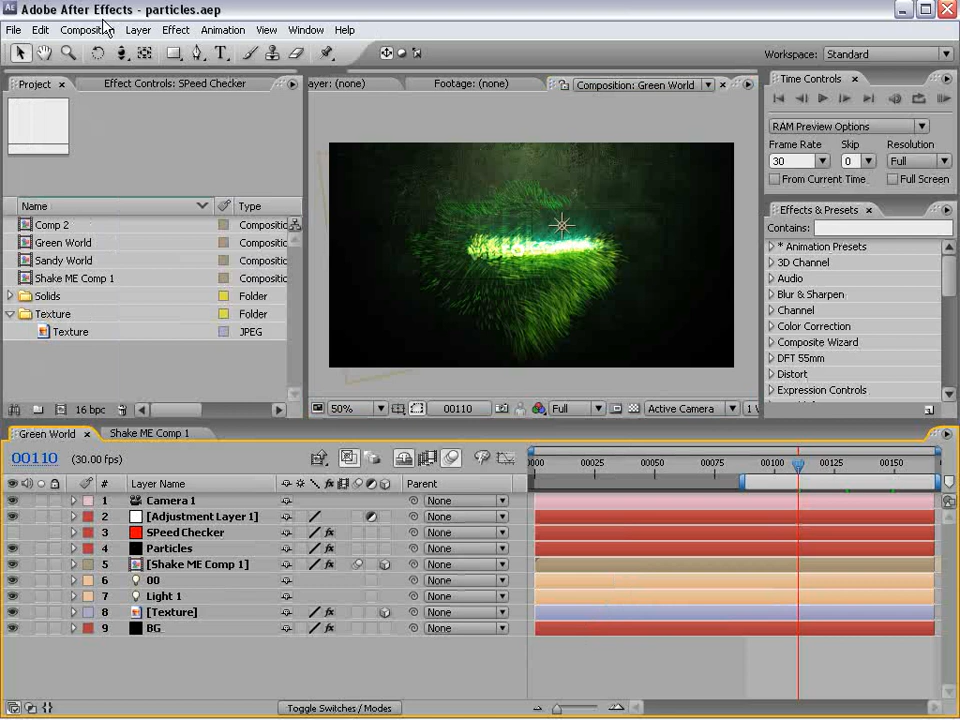 Adobe After Effects - particles.aep
File Edit Composition Layer Effect Animation View Window Help
Workspace: Standard
Project × Effect Controls: SPeed Checker
ayer: (none) Footage: (none) Composition: Green World ×
Time Controls ×
RAM Preview Options
Frame Rate Skip Resolution
30 0 Full
From Current Time Full Screen
Name Type
Comp 2 Compositic
Green World Compositic
Sandy World Compositic
Shake ME Comp 1 Compositic
Solids Folder
Texture Folder
Texture JPEG
Effects & Presets ×
Contains:
* Animation Presets
3D Channel
Audio
Blur & Sharpen
Channel
Color Correction
Composite Wizard
DFT 55mm
Distort
Expression Controls
16 bpc
50% 00110 Full Active Camera 1 V
Green World × Shake ME Comp 1
00110 (30.00 fps)
0000 00025 00050 00075 00100 00125 00150
# Layer Name Parent
1 Camera 1 None
2 [Adjustment Layer 1] None
3 SPeed Checker None
4 Particles None
5 [Shake ME Comp 1] None
6 00 None
7 Light 1 None
8 [Texture] None
9 BG None
Toggle Switches / Modes